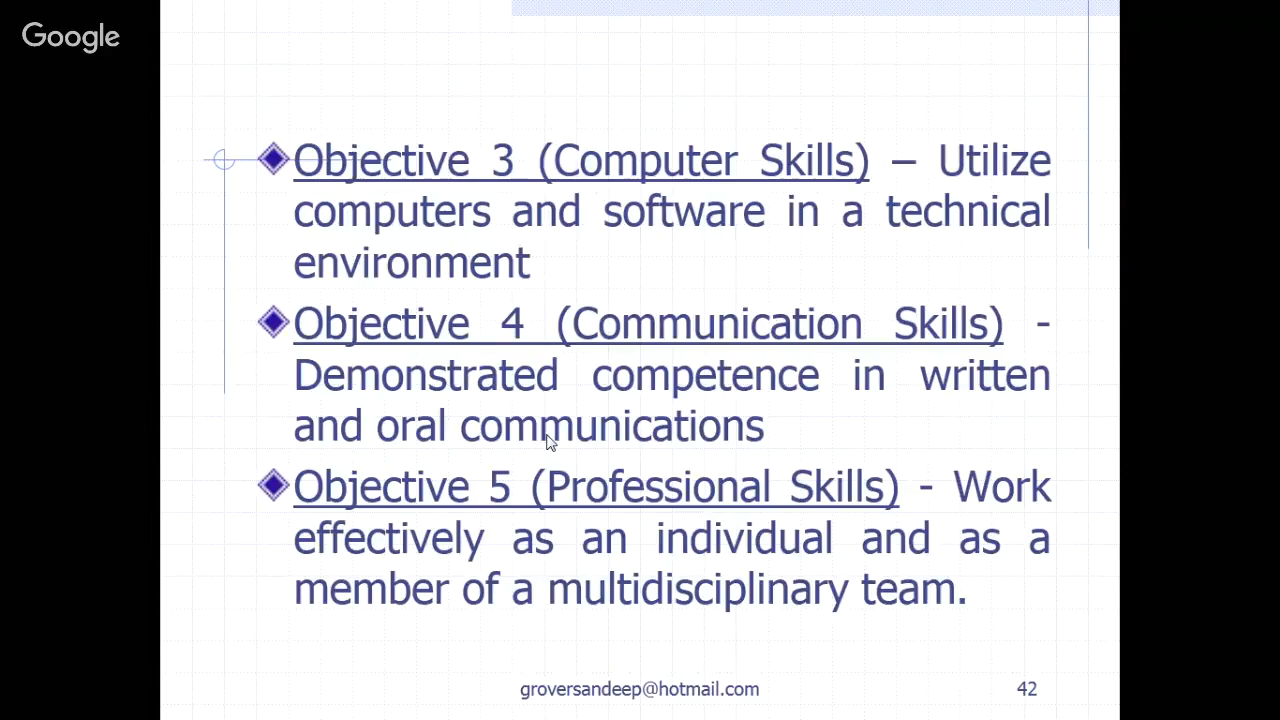 Google
Objective 3 (Computer Skills) – Utilize
computers and software in a technical
environment
Objective 4 (Communication Skills) -
Demonstrated competence in written
and oral communications
Objective 5 (Professional Skills) - Work
effectively as an individual and as a
member of a multidisciplinary team.
groversandeep@hotmail.com
42